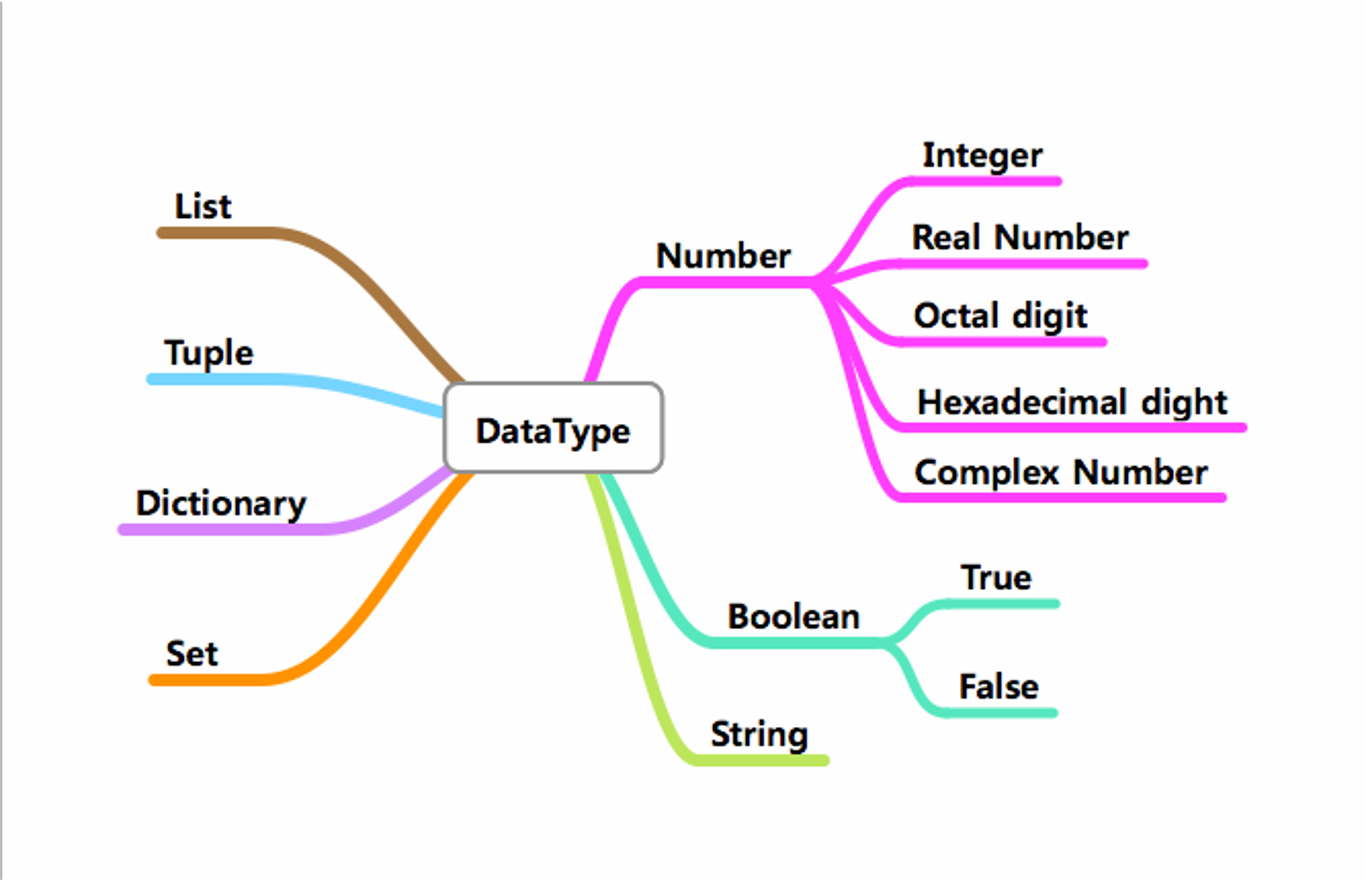 DataType
List
Tuple
Dictionary
Set
Number
Integer
Real Number
Octal digit
Hexadecimal dight
Complex Number
Boolean
True
False
String